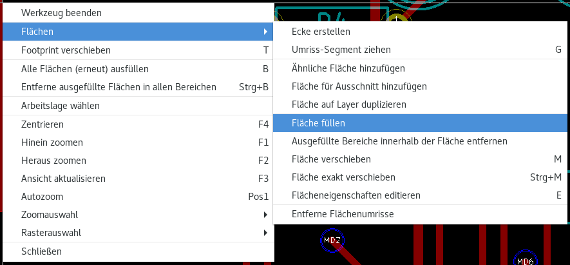 Werkzeug beenden
Flächen
Footprint verschieben T
Alle Flächen (erneut) ausfüllen B
Entferne ausgefüllte Flächen in allen Bereichen Strg+B
Arbeitslage wählen
Zentrieren F4
Hinein zoomen F1
Heraus zoomen F2
Ansicht aktualisieren F3
Autozoom Pos1
Zoomauswahl
Rasterauswahl
Schließen
Ecke erstellen
Umriss-Segment ziehen G
Ähnliche Fläche hinzufügen
Fläche für Ausschnitt hinzufügen
Fläche auf Layer duplizieren
Fläche füllen
Ausgefüllte Bereiche innerhalb der Fläche entfernen
Fläche verschieben M
Fläche exakt verschieben Strg+M
Flächeneigenschaften editieren E
Entferne Flächenumrisse
MD7
MD6